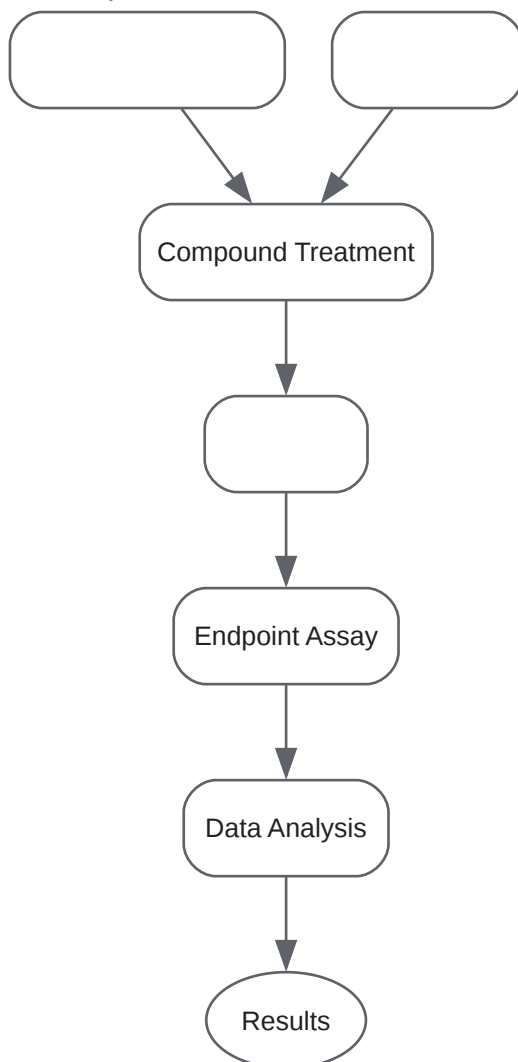 Compound Treatment
Endpoint Assay
Data Analysis
Results